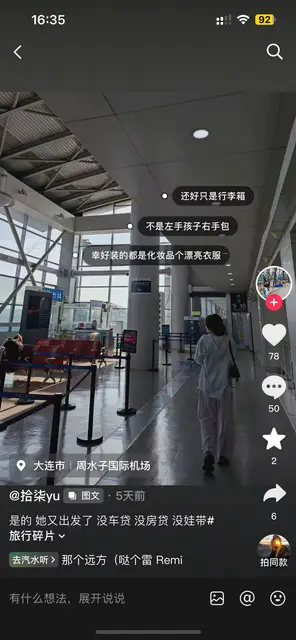 16:35
92
还好只是行李箱
不是左手孩子右手包
幸好装的都是化妆品个漂亮衣服
78
50
2
6
大连市 | 周水子国际机场
@拾柒yu 图文 · 5天前
是的 她又出发了 没车贷 没房贷 没娃带#
旅行碎片
去汽水听 > 那个远方（哒个雷 Remi
拍同款
有什么想法，展开说说